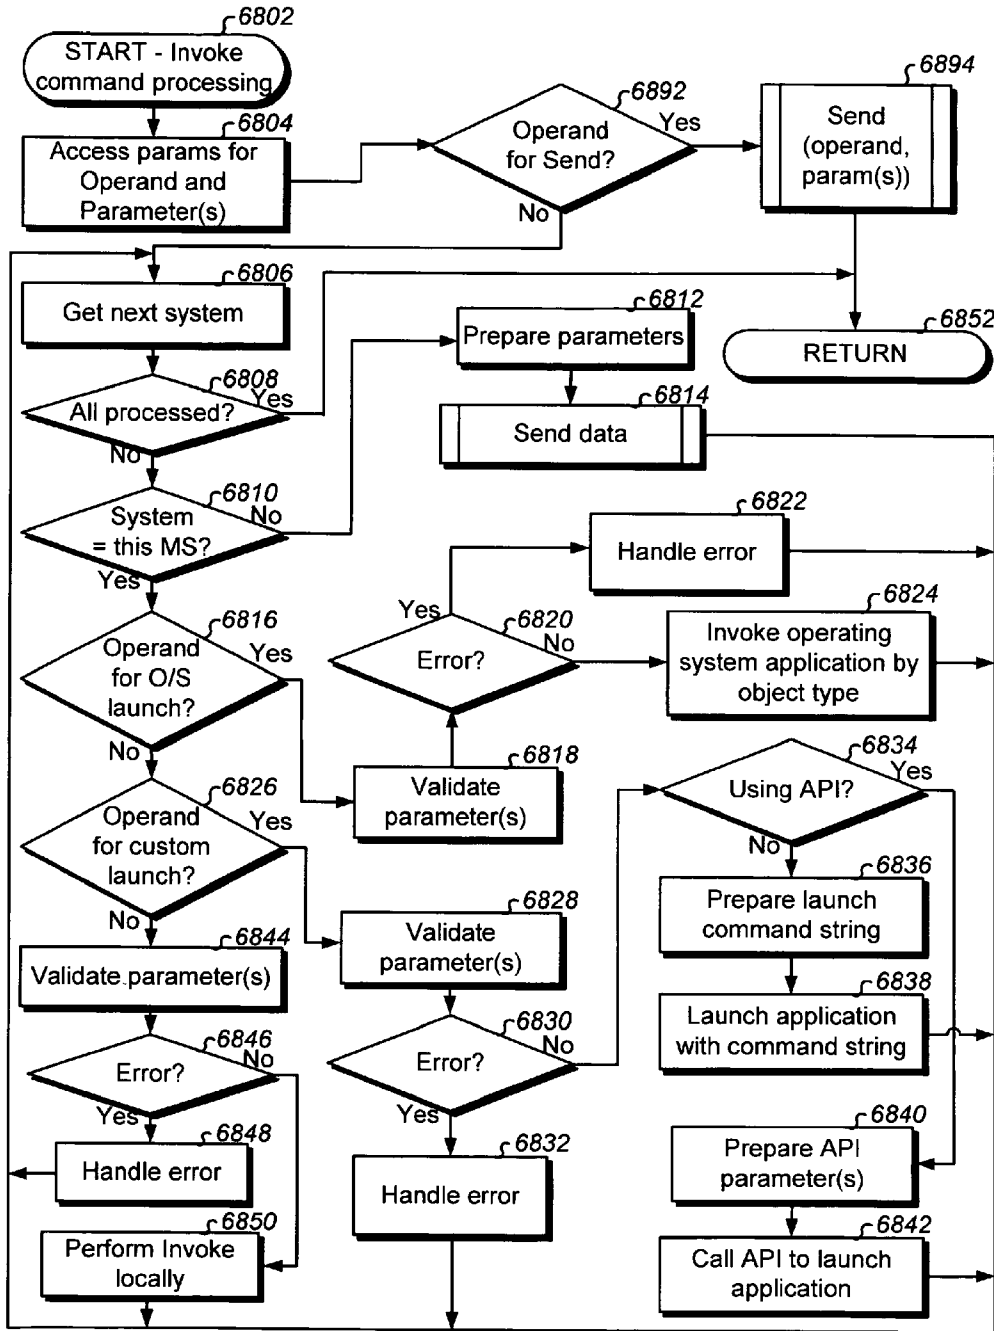 6802
START - Invoke
command processing
6804
Access params for
Operand and
Parameter(s)
6892
Operand
for Send?
Yes
No
6894
Send
(operand,
param(s))
6806
Get next system
6812
Prepare parameters
6852
RETURN
6808
All processed?
Yes
No
6814
Send data
6810
System
= this MS?
No
Yes
6822
Handle error
6816
Operand
for O/S
launch?
Yes
No
6820
Error?
Yes
No
6824
Invoke operating
system application by
object type
6818
Validate
parameter(s)
6834
Using API?
Yes
No
6826
Operand
for custom
launch?
Yes
No
6836
Prepare launch
command string
6828
Validate
parameter(s)
6844
Validate parameter(s)
6838
Launch application
with command string
6830
Error?
No
Yes
6846
Error?
No
Yes
6848
Handle error
6832
Handle error
6840
Prepare API
parameter(s)
6850
Perform Invoke
locally
6842
Call API to launch
application